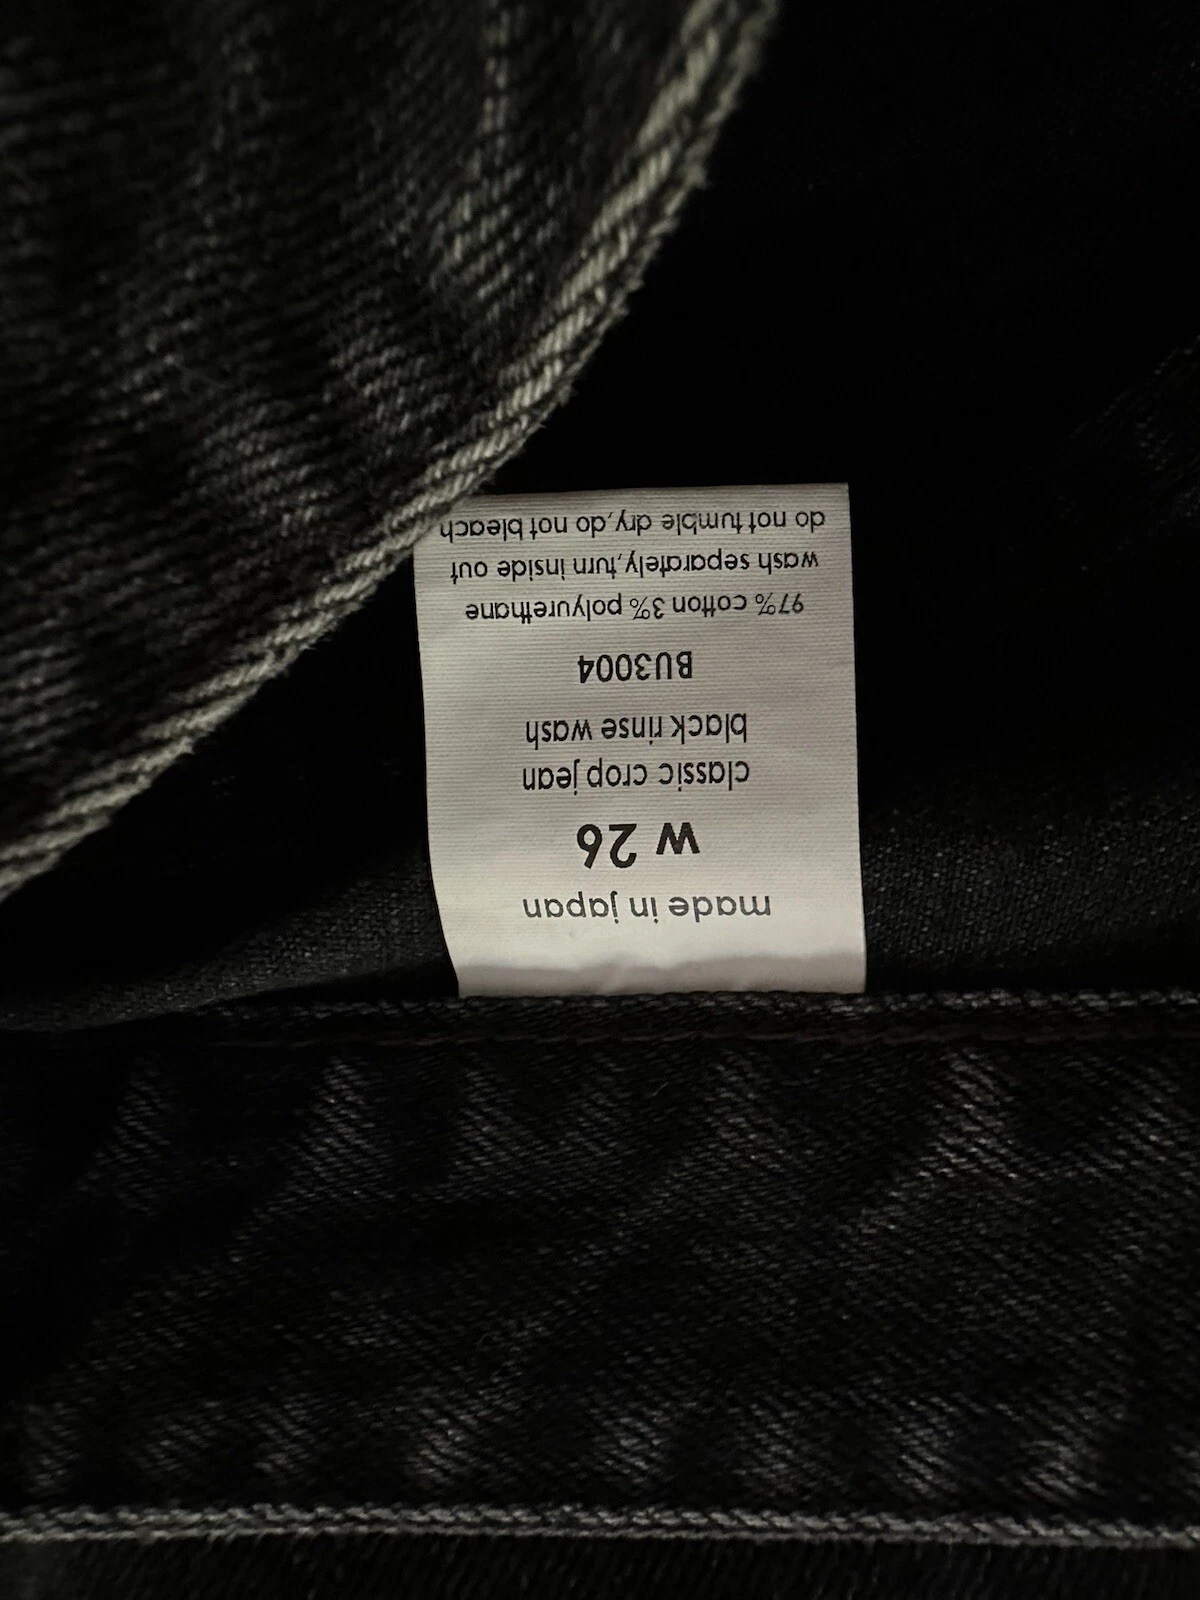 made in japan
w 26
classic crop jean
black rinse wash
BU3004
97% cotton 3% polyurethane
wash separately,turn inside out
do not tumble dry,do not bleach